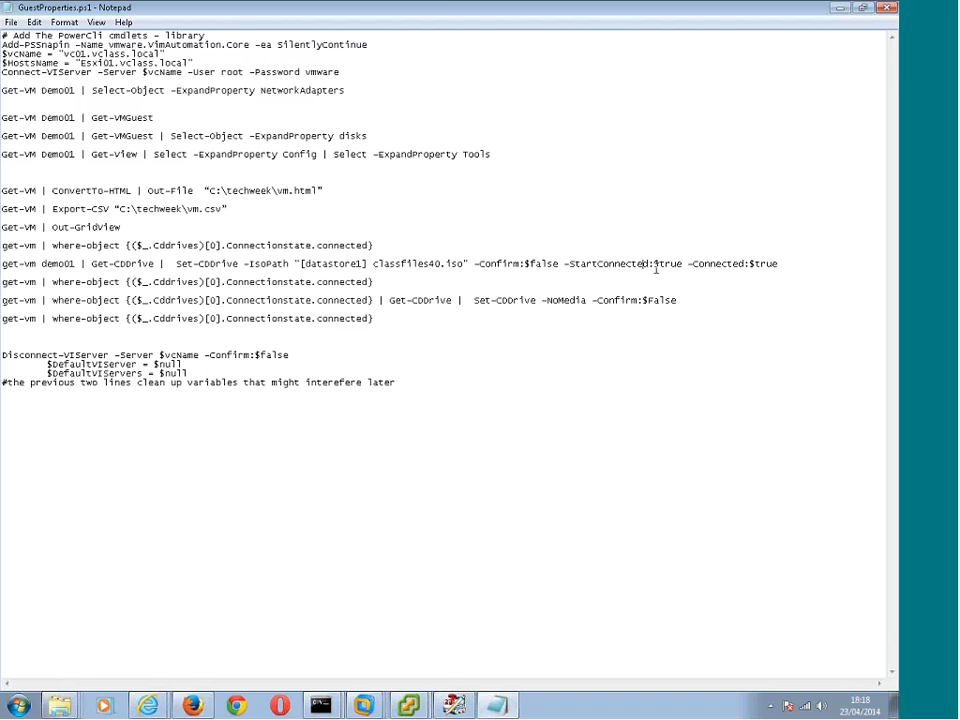 GuestProperties.ps1 - Notepad
File Edit Format View Help
# Add The PowerCli cmdlets - library
Add-PSSnapin -Name vmware.VimAutomation.Core -ea SilentlyContinue
$vcName = "vc01.vclass.local"
$HostsName = "Esxi01.vclass.local"
Connect-VIServer -Server $vcName -User root -Password vmware
Get-VM Demo01 | Select-Object -ExpandProperty NetworkAdapters
Get-VM Demo01 | Get-VMGuest
Get-VM Demo01 | Get-VMGuest | Select-Object -ExpandProperty disks
Get-VM Demo01 | Get-View | Select -ExpandProperty Config | Select -ExpandProperty Tools
Get-VM | ConvertTo-HTML | Out-File “C:\techweek\vm.html”
Get-VM | Export-CSV “C:\techweek\vm.csv”
Get-VM | Out-GridView
get-vm | where-object {($_.Cddrives)[0].Connectionstate.connected}
get-vm demo01 | Get-CDDrive | Set-CDDrive -IsoPath "[datastore1] classfiles40.iso" -Confirm:$false -StartConnected:$true -Connected:$true
get-vm | where-object {($_.Cddrives)[0].Connectionstate.connected}
get-vm | where-object {($_.Cddrives)[0].Connectionstate.connected} | Get-CDDrive | Set-CDDrive -NoMedia -Confirm:$False
get-vm | where-object {($_.Cddrives)[0].Connectionstate.connected}
Disconnect-VIServer -Server $vcName -Confirm:$false
$DefaultVIServer = $null
$DefaultVIServers = $null
#the previous two lines clean up variables that might interefere later
18:18
23/04/2014